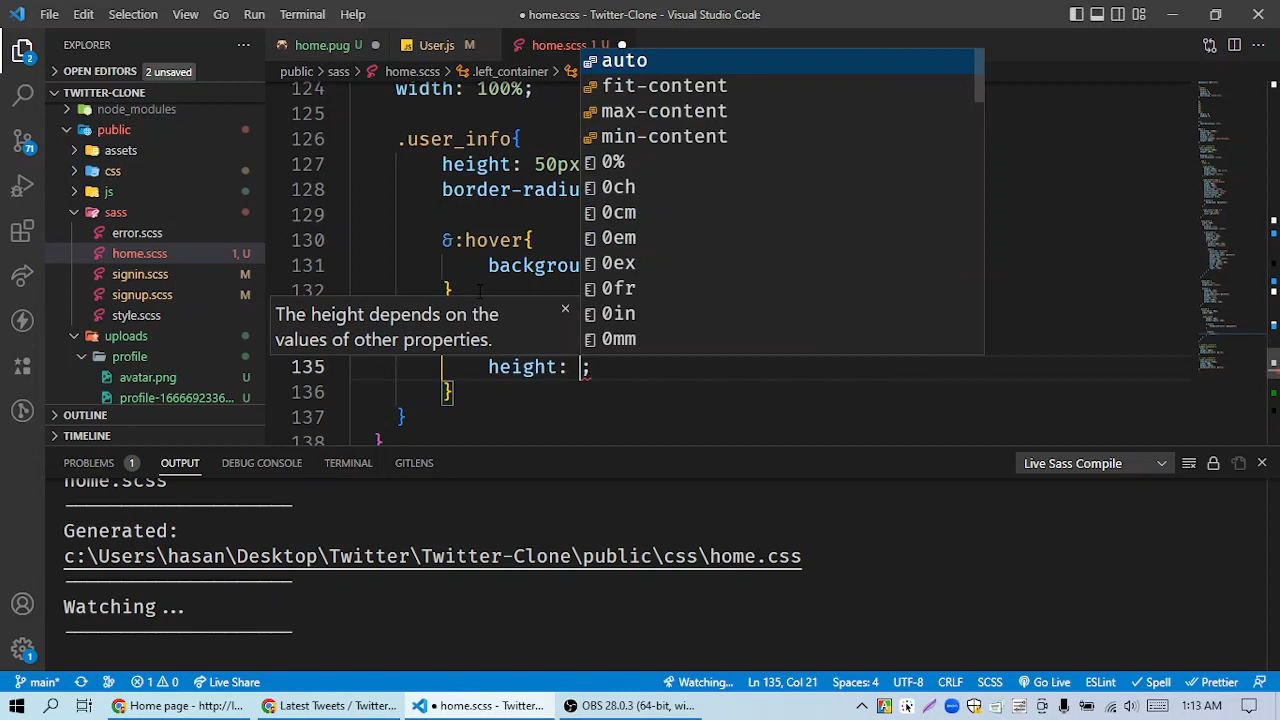 File Edit Selection View Go Run Terminal Help
● home.scss - Twitter-Clone - Visual Studio Code
EXPLORER
home.pug U
User.js M
home.scss 1, U
OPEN EDITORS 2 unsaved
public > sass > home.scss > .left_container >
TWITTER-CLONE
node_modules
public
assets
css
js
sass
error.scss
home.scss 1, U
signin.scss M
signup.scss M
style.scss
uploads
profile
avatar.png U
profile-1666692336... U
OUTLINE
TIMELINE
2
71
1
124 width: 100%;
125
126 .user_info{
127 height: 50px
128 border-radiu
129
130 &:hover{
131 backgrou
132 }
135 height: ;
136 }
137 }
138 }
auto
fit-content
max-content
min-content
0%
0ch
0cm
0em
0ex
0fr
0in
0mm
The height depends on the
values of other properties.
PROBLEMS 1 OUTPUT DEBUG CONSOLE TERMINAL GITLENS
Live Sass Compile
home.scss
--------------------
Generated:
c:\Users\hasan\Desktop\Twitter\Twitter-Clone\public\css\home.css
--------------------
Watching...
--------------------
main* 1 0 Live Share Watching... Ln 135, Col 21 Spaces: 4 UTF-8 CRLF SCSS Go Live ESLint Spell Prettier
Home page - http://l...
Latest Tweets / Twitter...
● home.scss - Twitter-...
OBS 28.0.3 (64-bit, wi...
1:13 AM